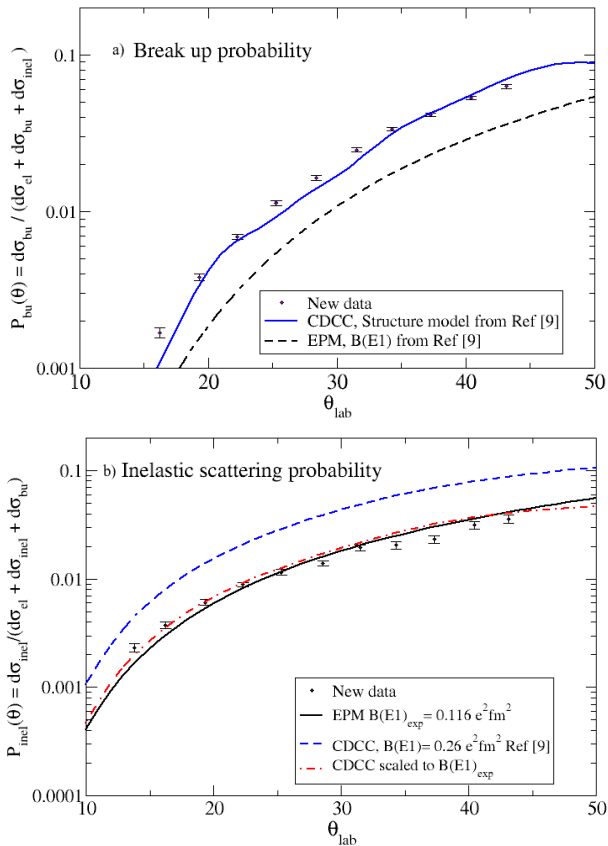 a) Break up probability
P_bu(θ) = dσ_bu / (dσ_el + dσ_bu + dσ_inel)
0.1
0.01
0.001
New data
CDCC, Structure model from Ref [9]
EPM, B(E1) from Ref [9]
10 20 30 40 50
θ_lab
b) Inelastic scattering probability
P_inel(θ) = dσ_inel/(dσ_el + dσ_inel + dσ_bu)
0.1
0.01
0.001
0.0001
New data
EPM B(E1)_exp = 0.116 e²fm²
CDCC, B(E1)= 0.26 e²fm² Ref [9]
CDCC scaled to B(E1)_exp
10 20 30 40 50
θ_lab